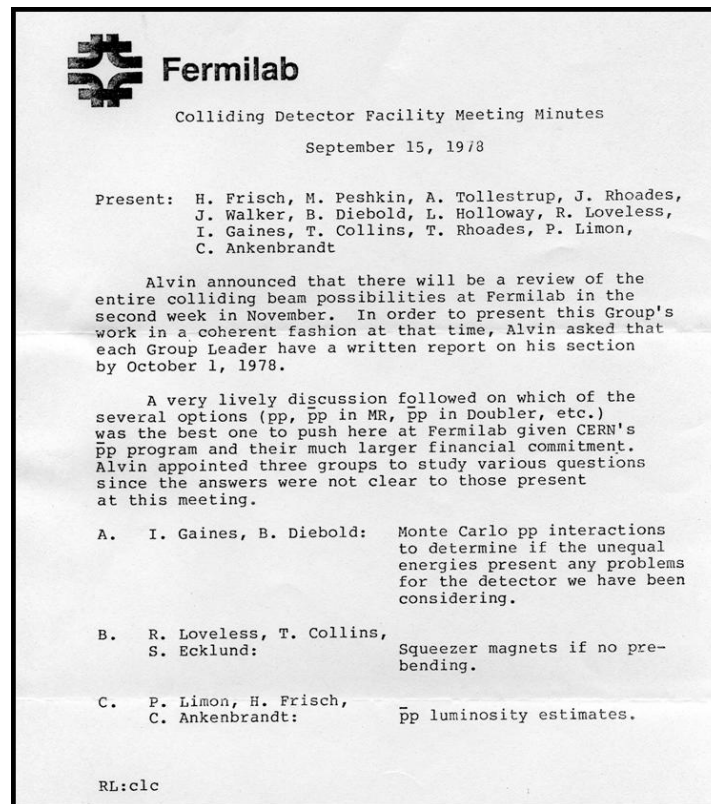 Fermilab
Colliding Detector Facility Meeting Minutes
September 15, 1978
Present: H. Frisch, M. Peshkin, A. Tollestrup, J. Rhoades,
J. Walker, B. Diebold, L. Holloway, R. Loveless,
I. Gaines, T. Collins, T. Rhoades, P. Limon,
C. Ankenbrandt
Alvin announced that there will be a review of the
entire colliding beam possibilities at Fermilab in the
second week in November. In order to present this Group's
work in a coherent fashion at that time, Alvin asked that
each Group Leader have a written report on his section
by October 1, 1978.
A very lively discussion followed on which of the
several options (pp, p̅p in MR, p̅p in Doubler, etc.)
was the best one to push here at Fermilab given CERN's
p̅p program and their much larger financial commitment.
Alvin appointed three groups to study various questions
since the answers were not clear to those present
at this meeting.
A. I. Gaines, B. Diebold: Monte Carlo pp interactions
to determine if the unequal
energies present any problems
for the detector we have been
considering.
B. R. Loveless, T. Collins,
S. Ecklund: Squeezer magnets if no pre-
bending.
C. P. Limon, H. Frisch,
C. Ankenbrandt: p̅p luminosity estimates.
RL:clc